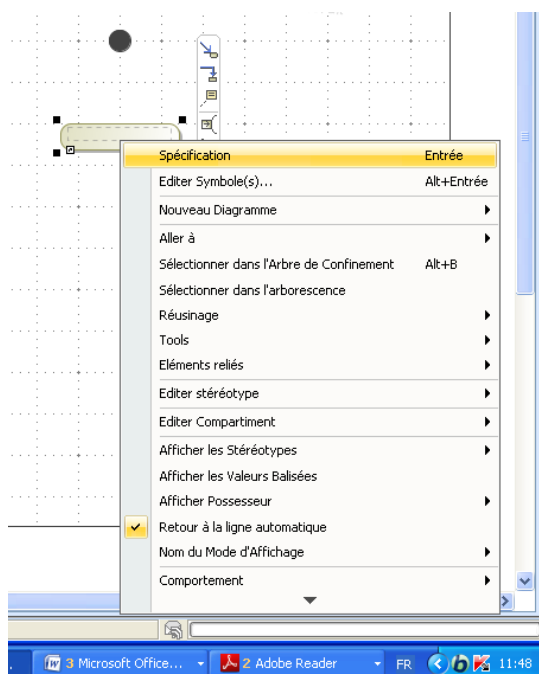 Spécification Entrée
Editer Symbole(s)... Alt+Entrée
Nouveau Diagramme
Aller à
Sélectionner dans l'Arbre de Confinement Alt+B
Sélectionner dans l'arborescence
Réusinage
Tools
Eléments reliés
Editer stéréotype
Editer Compartiment
Afficher les Stéréotypes
Afficher les Valeurs Balisées
Afficher Possesseur
Retour à la ligne automatique
Nom du Mode d'Affichage
Comportement
3 Microsoft Office... 2 Adobe Reader FR 11:48